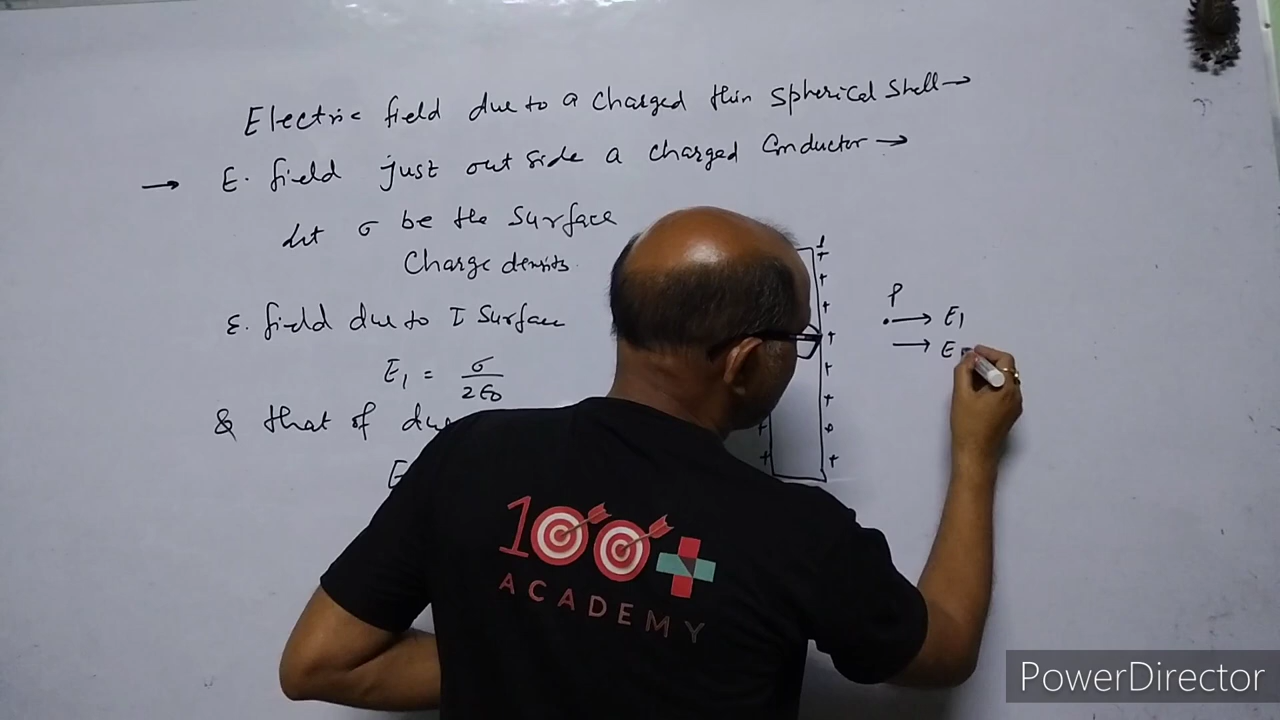 Electric field due to a charged thin spherical shell →
→ E. field just out side a charged Conductor →
Let σ be the surface
Charge density.
E. field due to I surface
E₁ = σ / 2ε₀
& that of due
E
P
→ E₁
→ E
100+
ACADEMY
PowerDirector